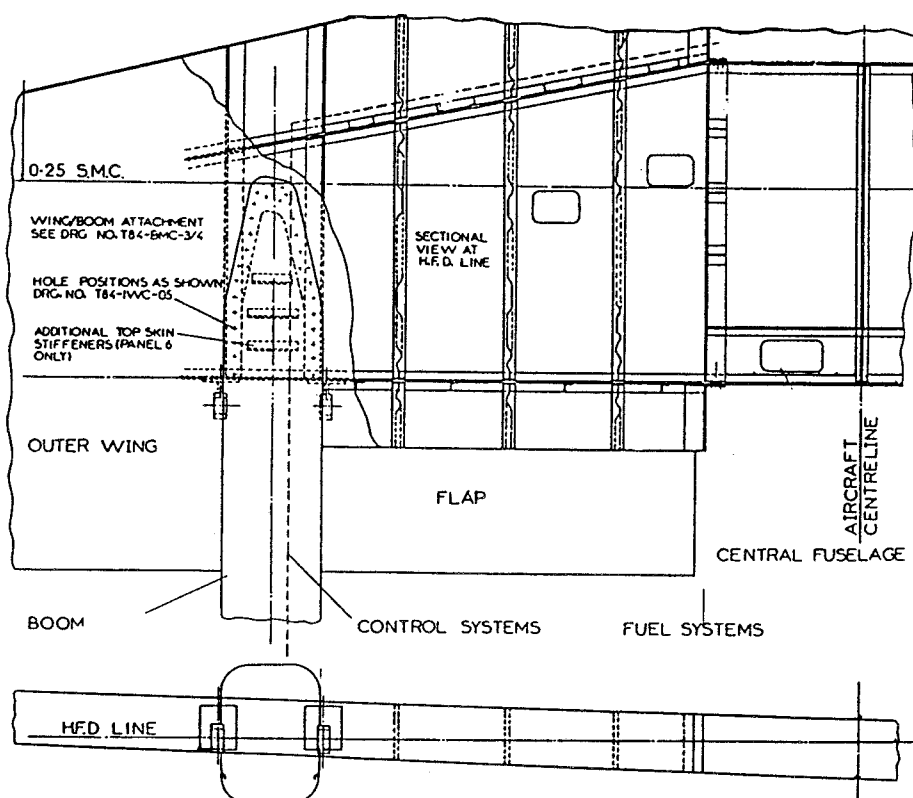 0·25 S.M.C.
WING/BOOM ATTACHMENT
SEE DRG NO. T84-BMC-3/4
HOLE POSITIONS AS SHOWN
DRG. NO. T84-IWC-05
ADDITIONAL TOP SKIN
STIFFENERS (PANEL 6
ONLY)
SECTIONAL
VIEW AT
H.F.D. LINE
OUTER WING
FLAP
AIRCRAFT
CENTRELINE
CENTRAL FUSELAGE
BOOM
CONTROL SYSTEMS
FUEL SYSTEMS
H.F.D LINE